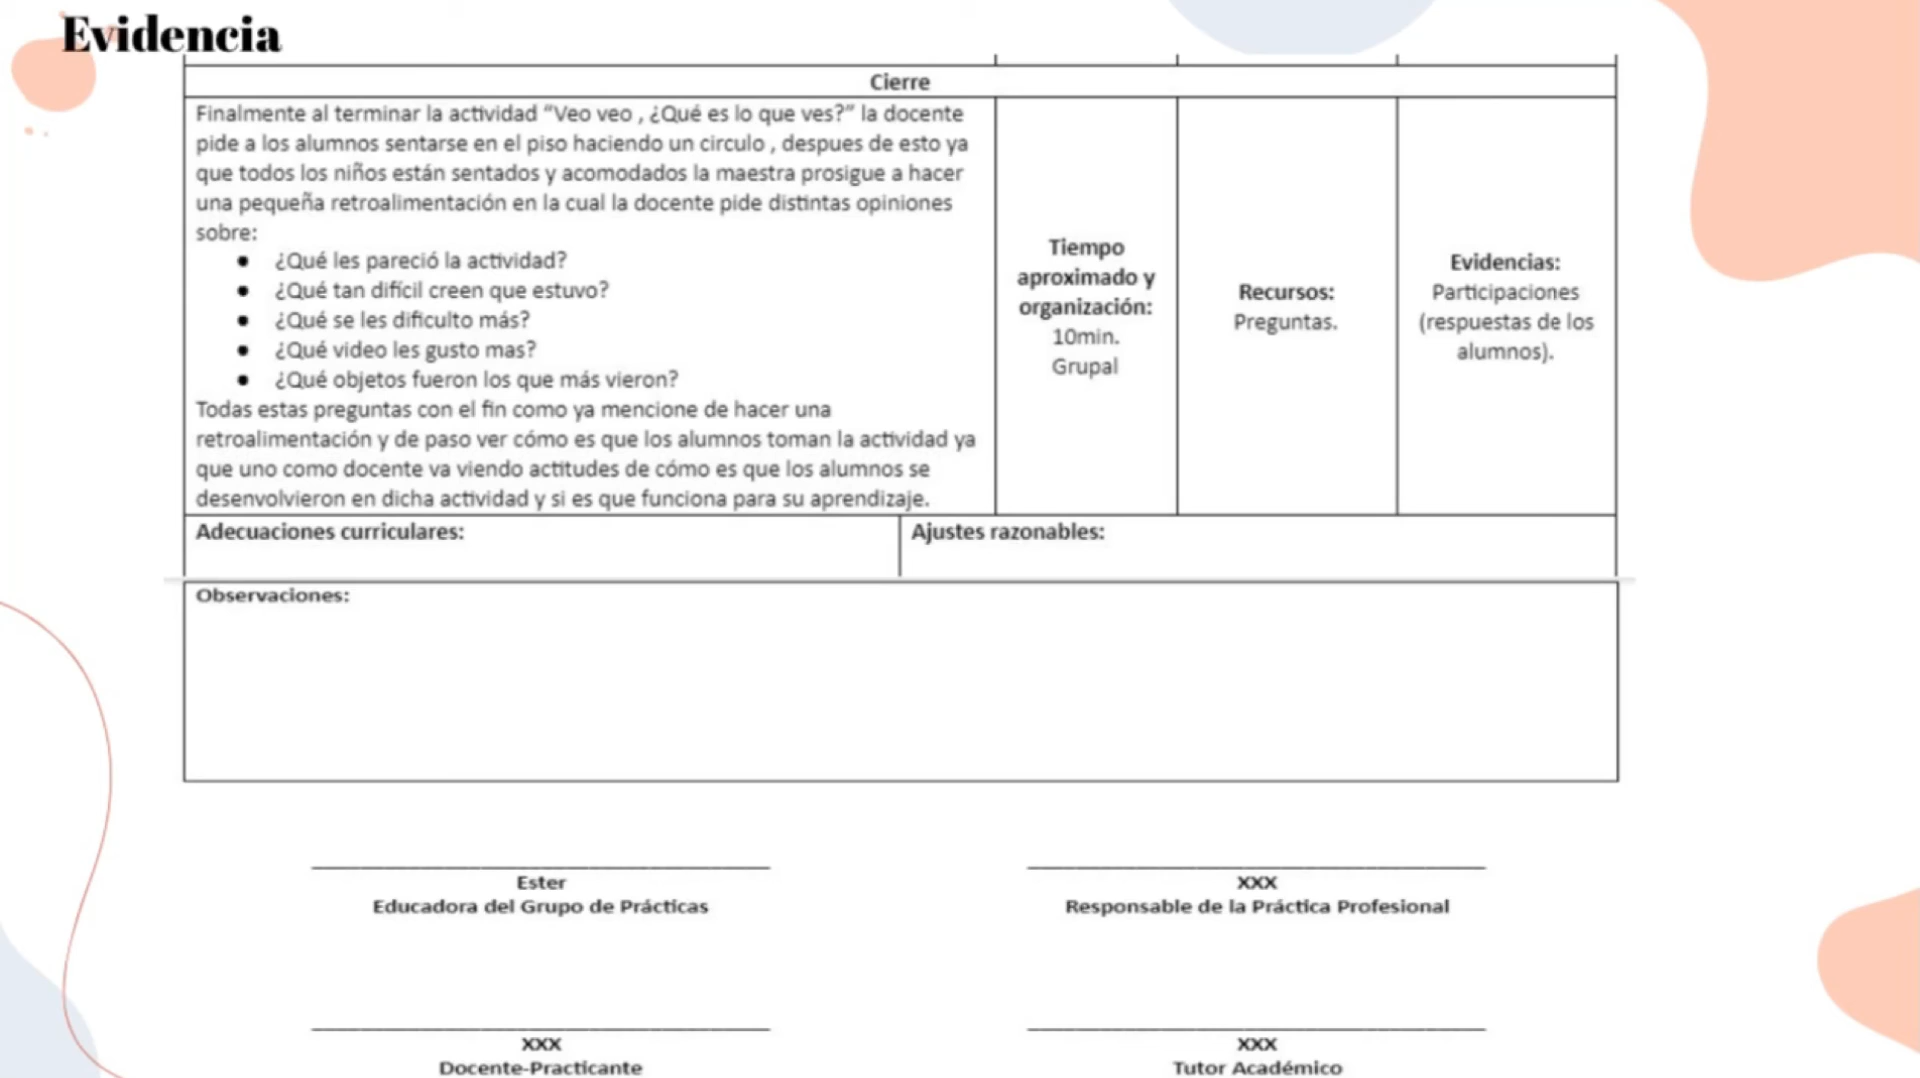 Evidencia
Cierre
Finalmente al terminar la actividad “Veo veo , ¿Qué es lo que ves?” la docente
pide a los alumnos sentarse en el piso haciendo un circulo , despues de esto ya
que todos los niños están sentados y acomodados la maestra prosigue a hacer
una pequeña retroalimentación en la cual la docente pide distintas opiniones
sobre:
● ¿Qué les pareció la actividad?
● ¿Qué tan difícil creen que estuvo?
● ¿Qué se les dificulto más?
● ¿Qué video les gusto mas?
● ¿Qué objetos fueron los que más vieron?
Todas estas preguntas con el fin como ya mencione de hacer una
retroalimentación y de paso ver cómo es que los alumnos toman la actividad ya
que uno como docente va viendo actitudes de cómo es que los alumnos se
desenvolvieron en dicha actividad y si es que funciona para su aprendizaje.
Tiempo
aproximado y
organización:
10min.
Grupal
Recursos:
Preguntas.
Evidencias:
Participaciones
(respuestas de los
alumnos).
Adecuaciones curriculares:
Ajustes razonables:
Observaciones:
Ester
Educadora del Grupo de Prácticas
XXX
Responsable de la Práctica Profesional
XXX
Docente-Practicante
XXX
Tutor Académico